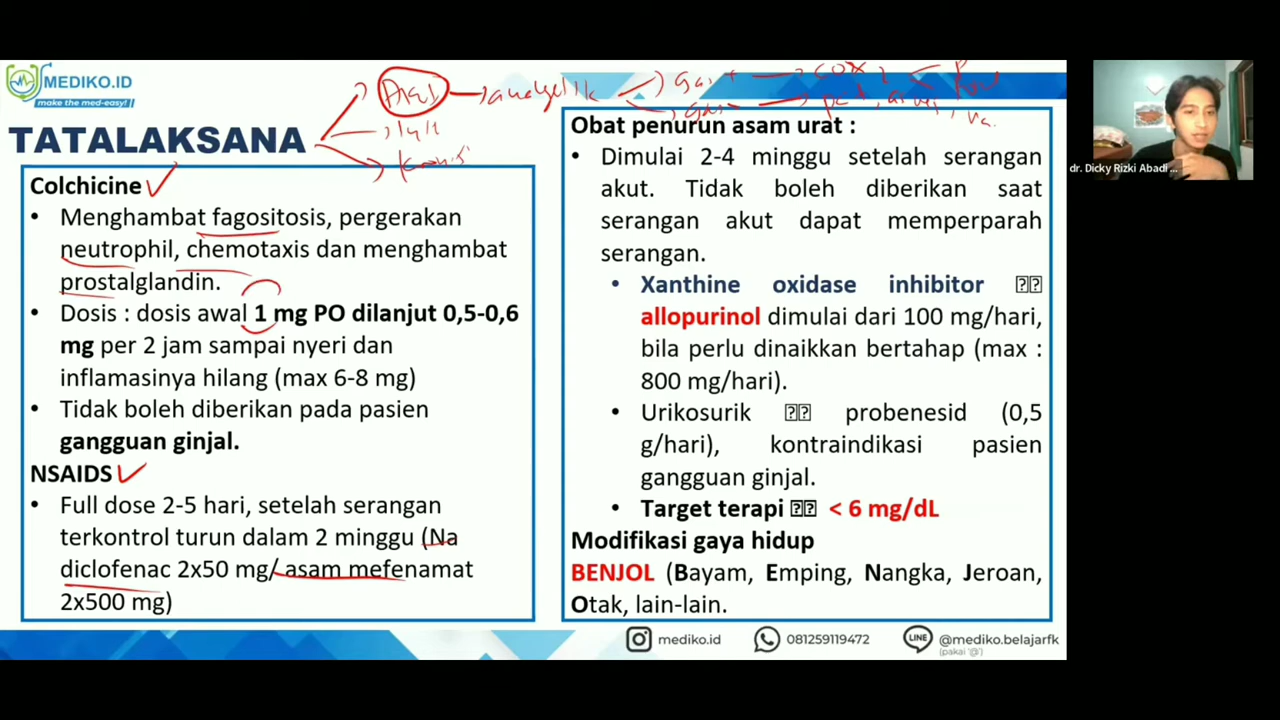 MEDIKO.ID
make the med-easy!
TATALAKSANA
Akut
analgetik
Colchicine
• Menghambat fagositosis, pergerakan
neutrophil, chemotaxis dan menghambat
prostalglandin.
• Dosis : dosis awal 1 mg PO dilanjut 0,5-0,6
mg per 2 jam sampai nyeri dan
inflamasinya hilang (max 6-8 mg)
• Tidak boleh diberikan pada pasien
gangguan ginjal.
NSAIDS
• Full dose 2-5 hari, setelah serangan
terkontrol turun dalam 2 minggu (Na
diclofenac 2x50 mg/ asam mefenamat
2x500 mg)
Obat penurun asam urat :
• Dimulai 2-4 minggu setelah serangan
akut. Tidak boleh diberikan saat
serangan akut dapat memperparah
serangan.
• Xanthine oxidase inhibitor
allopurinol dimulai dari 100 mg/hari,
bila perlu dinaikkan bertahap (max :
800 mg/hari).
• Urikosurik probenesid (0,5
g/hari), kontraindikasi pasien
gangguan ginjal.
• Target terapi < 6 mg/dL
Modifikasi gaya hidup
BENJOL (Bayam, Emping, Nangka, Jeroan,
Otak, lain-lain.
mediko.id
081259119472
LINE
@mediko.belajarfk
(pakai '@')
dr. Dicky Rizki Abadi ...